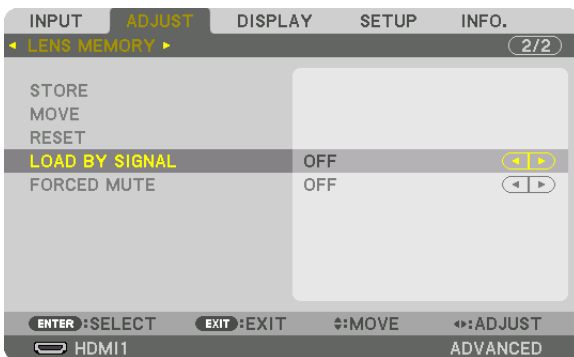 INPUT ADJUST DISPLAY SETUP INFO.
LENS MEMORY 2/2
STORE
MOVE
RESET
LOAD BY SIGNAL OFF
FORCED MUTE OFF
ENTER :SELECT EXIT :EXIT :MOVE :ADJUST
HDMI1 ADVANCED